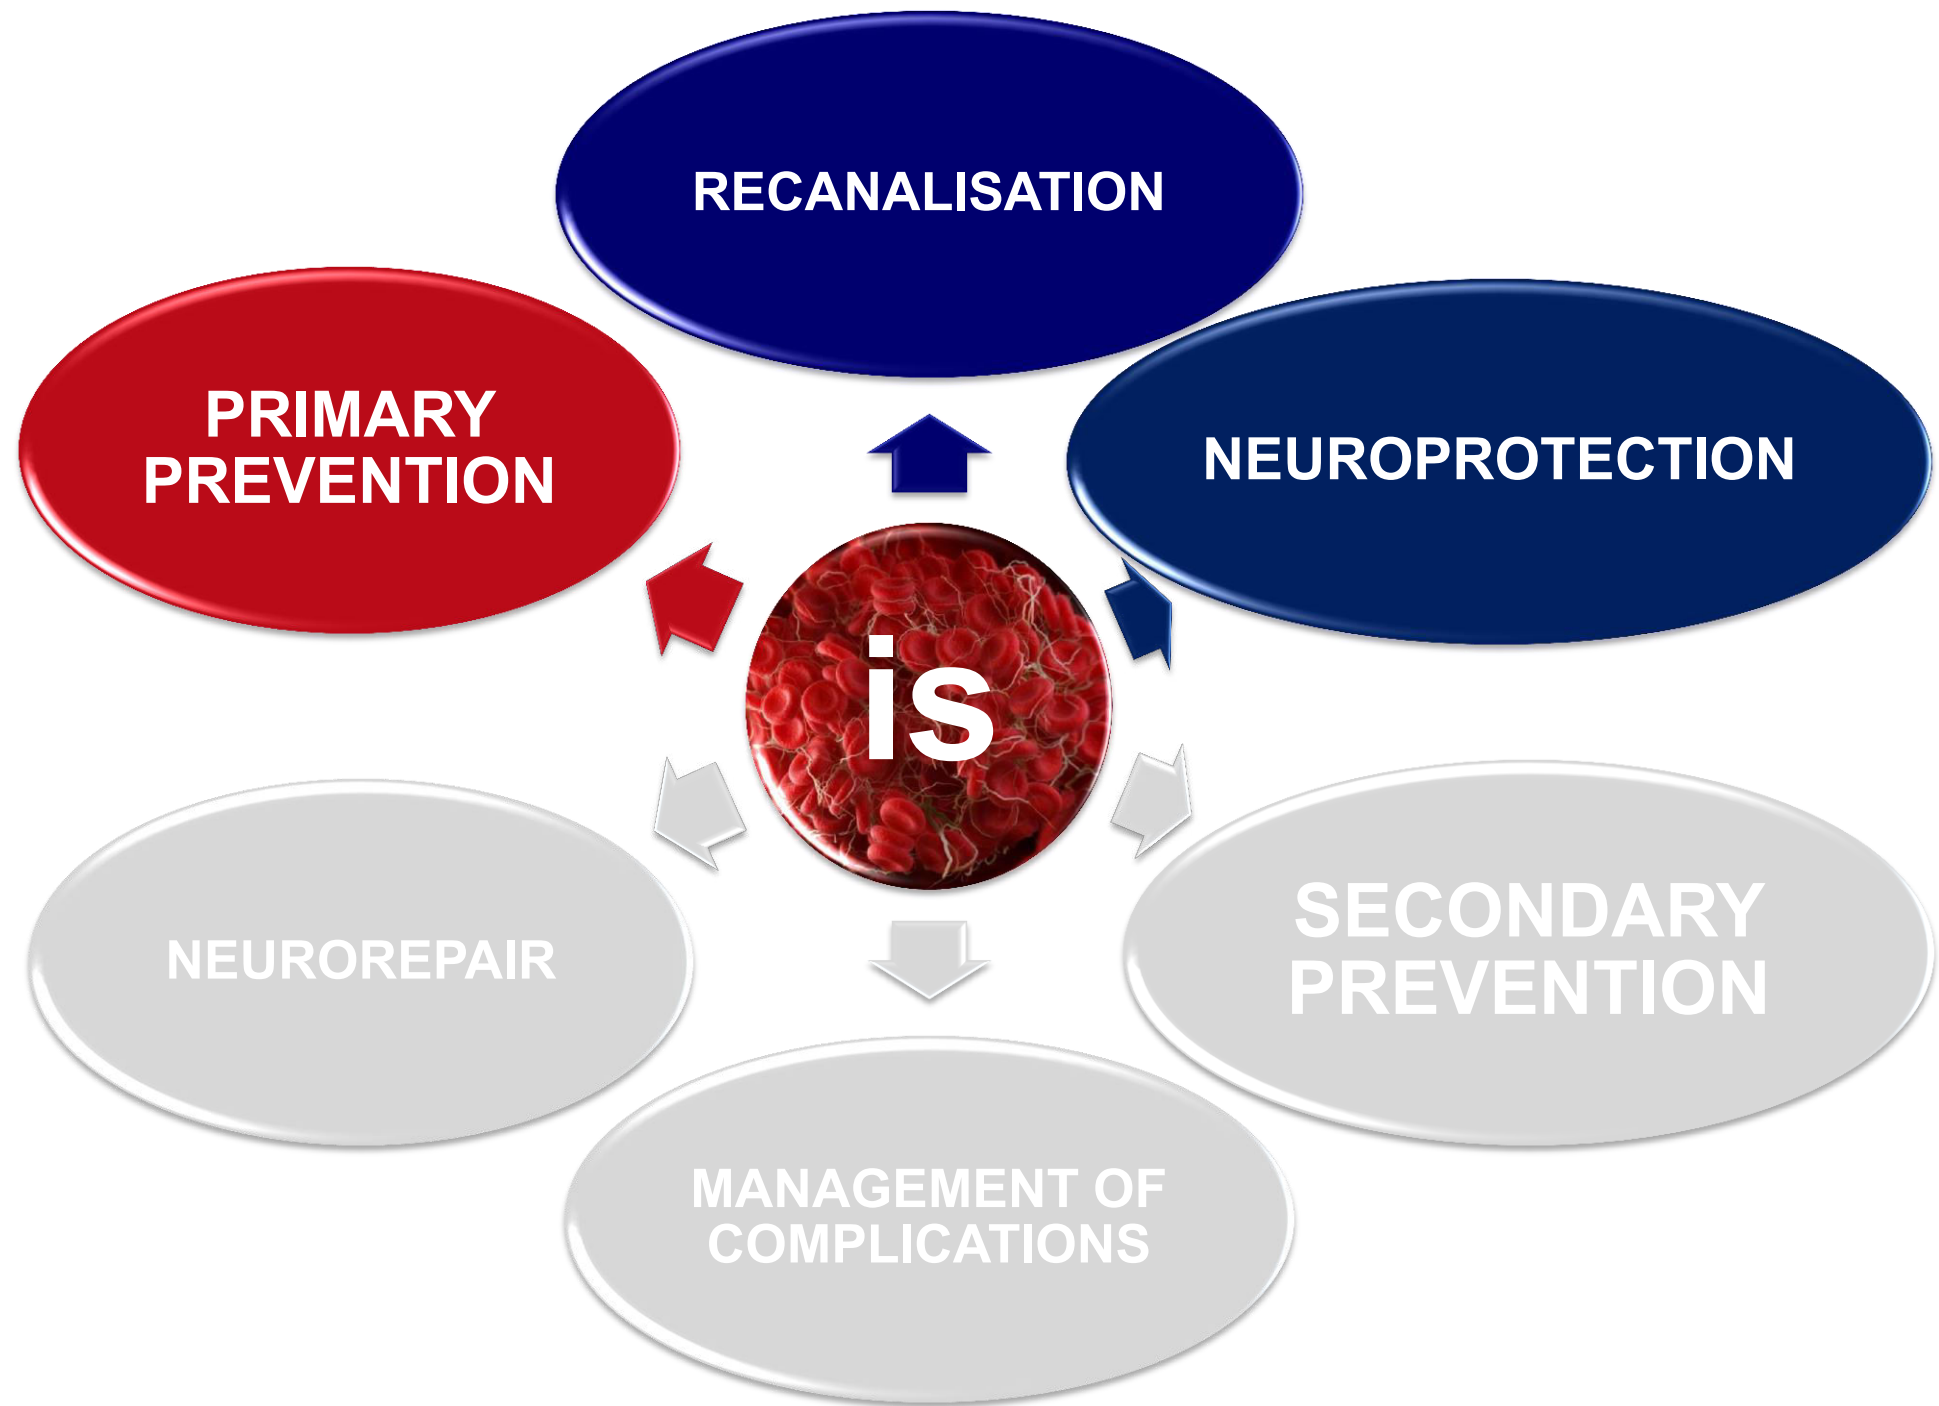 RECANALISATION
PRIMARY
PREVENTION
NEUROPROTECTION
is
NEUROREPAIR
SECONDARY
PREVENTION
MANAGEMENT OF
COMPLICATIONS